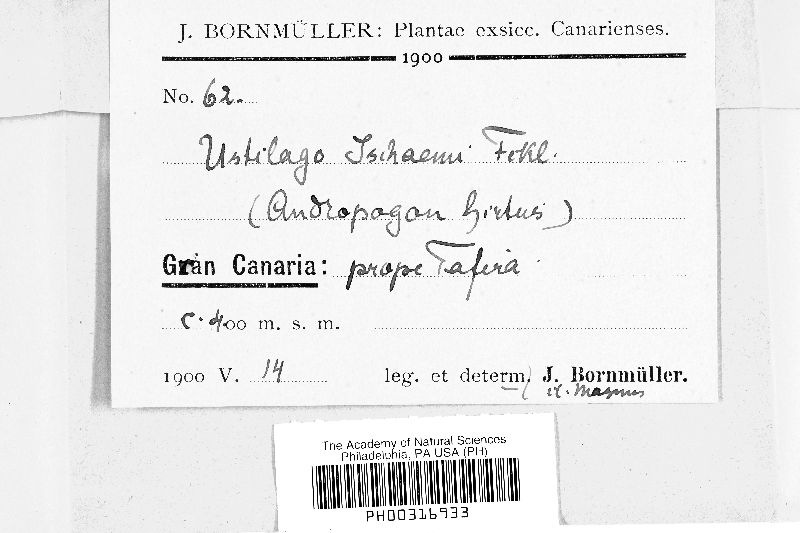 J. BORNMÜLLER: Plantae exsicc. Canarienses.
1900
No. 62.
Ustilago Ischaemi Fckl.
(Andropogon hirtus)
Gran Canaria: prope Tafira
c. 400 m. s. m.
1900 V. 14 leg. et determ. J. Bornmüller.
Magnus
The Academy of Natural Sciences
Philadelphia, PA USA (PH)
PH00316933